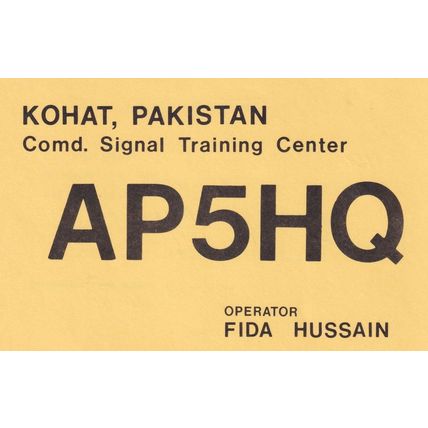 KOHAT, PAKISTAN
Comd. Signal Training Center
AP5HQ
OPERATOR
FIDA HUSSAIN